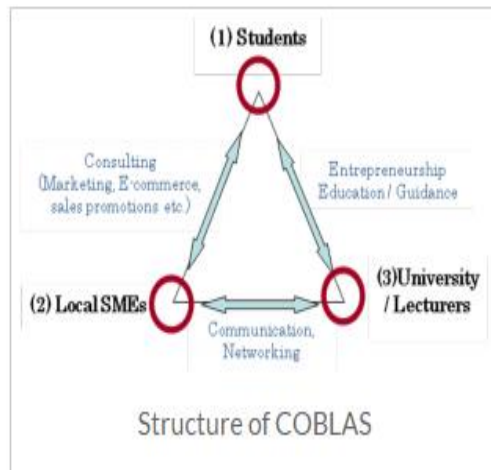 (1) Students
Consulting
(Marketing, E-commerce,
sales promotions etc.)
Entrepreneurship
Education / Guidance
(2) Local SMEs
(3)University
/ Lecturers
Communication,
Networking
Structure of COBLAS